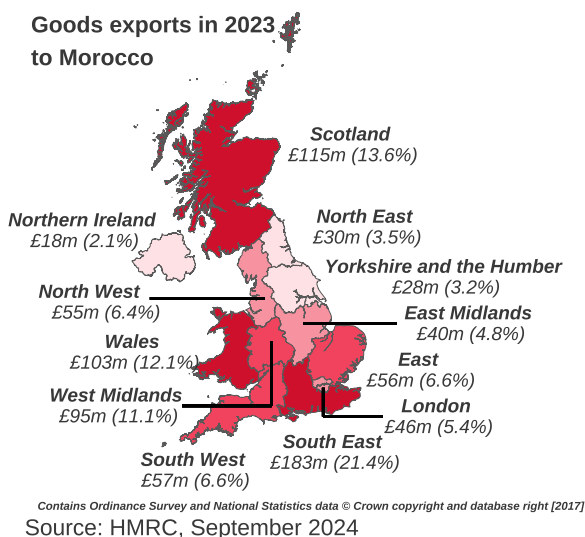 Goods exports in 2023
to Morocco
Scotland
£115m (13.6%)
Northern Ireland
£18m (2.1%)
North East
£30m (3.5%)
Yorkshire and the Humber
£28m (3.2%)
North West
£55m (6.4%)
East Midlands
£40m (4.8%)
Wales
£103m (12.1%)
East
£56m (6.6%)
West Midlands
£95m (11.1%)
London
£46m (5.4%)
South East
£183m (21.4%)
South West
£57m (6.6%)
Contains Ordinance Survey and National Statistics data © Crown copyright and database right [2017]
Source: HMRC, September 2024